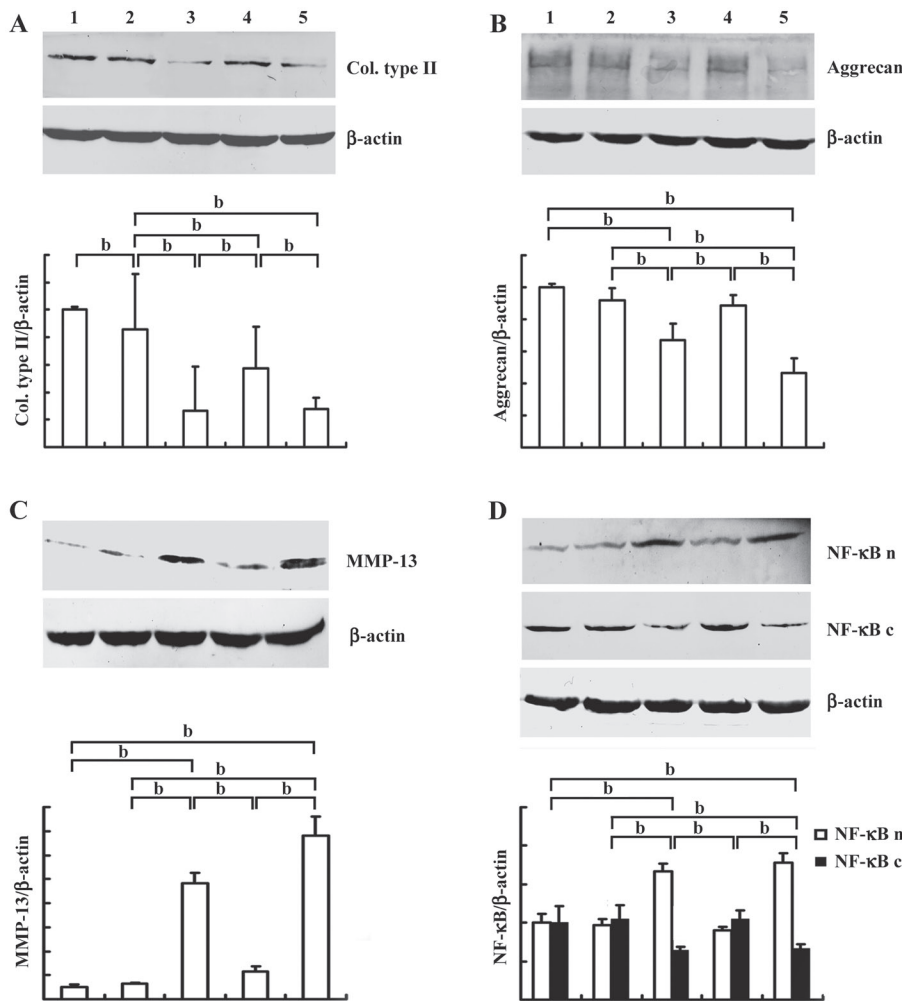 A
1 2 3 4 5
Col. type II
β-actin
b
b
b b b b
Col. type II/β-actin
B
1 2 3 4 5
Aggrecan
β-actin
b
b
b
b b b
Aggrecan/β-actin
C
MMP-13
β-actin
b
b
b
b b b
MMP-13/β-actin
D
NF-κB n
NF-κB c
β-actin
b
b
b
b b b
NF-κB n
NF-κB c
NF-κB/β-actin